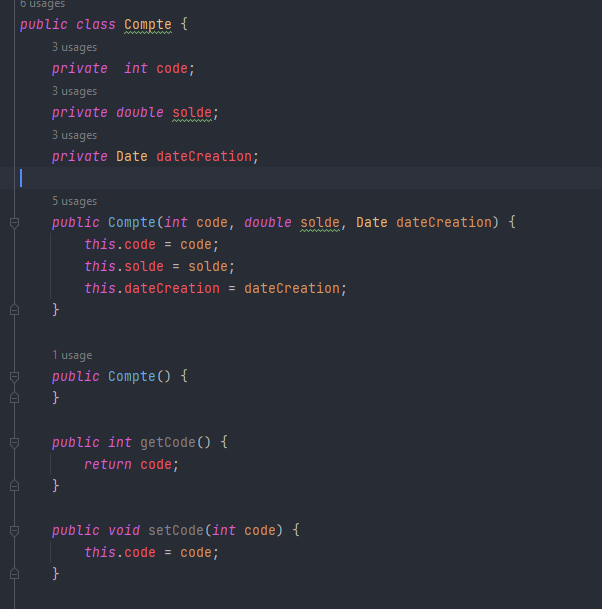 6 usages
public class Compte {
3 usages
private  int code;
3 usages
private double solde;
3 usages
private Date dateCreation;
5 usages
public Compte(int code, double solde, Date dateCreation) {
this.code = code;
this.solde = solde;
this.dateCreation = dateCreation;
}
1 usage
public Compte() {
}
public int getCode() {
return code;
}
public void setCode(int code) {
this.code = code;
}